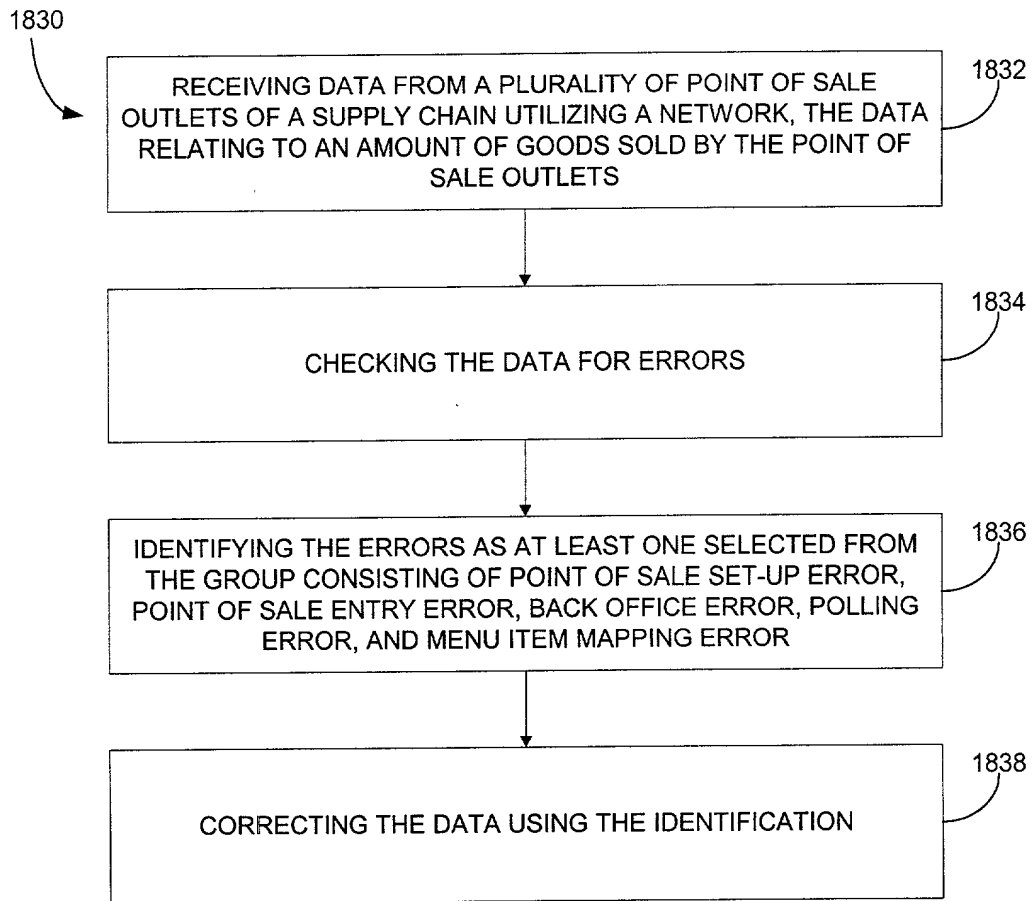 1830
1832
RECEIVING DATA FROM A PLURALITY OF POINT OF SALE
OUTLETS OF A SUPPLY CHAIN UTILIZING A NETWORK, THE DATA
RELATING TO AN AMOUNT OF GOODS SOLD BY THE POINT OF
SALE OUTLETS
1834
CHECKING THE DATA FOR ERRORS
1836
IDENTIFYING THE ERRORS AS AT LEAST ONE SELECTED FROM
THE GROUP CONSISTING OF POINT OF SALE SET-UP ERROR,
POINT OF SALE ENTRY ERROR, BACK OFFICE ERROR, POLLING
ERROR, AND MENU ITEM MAPPING ERROR
1838
CORRECTING THE DATA USING THE IDENTIFICATION